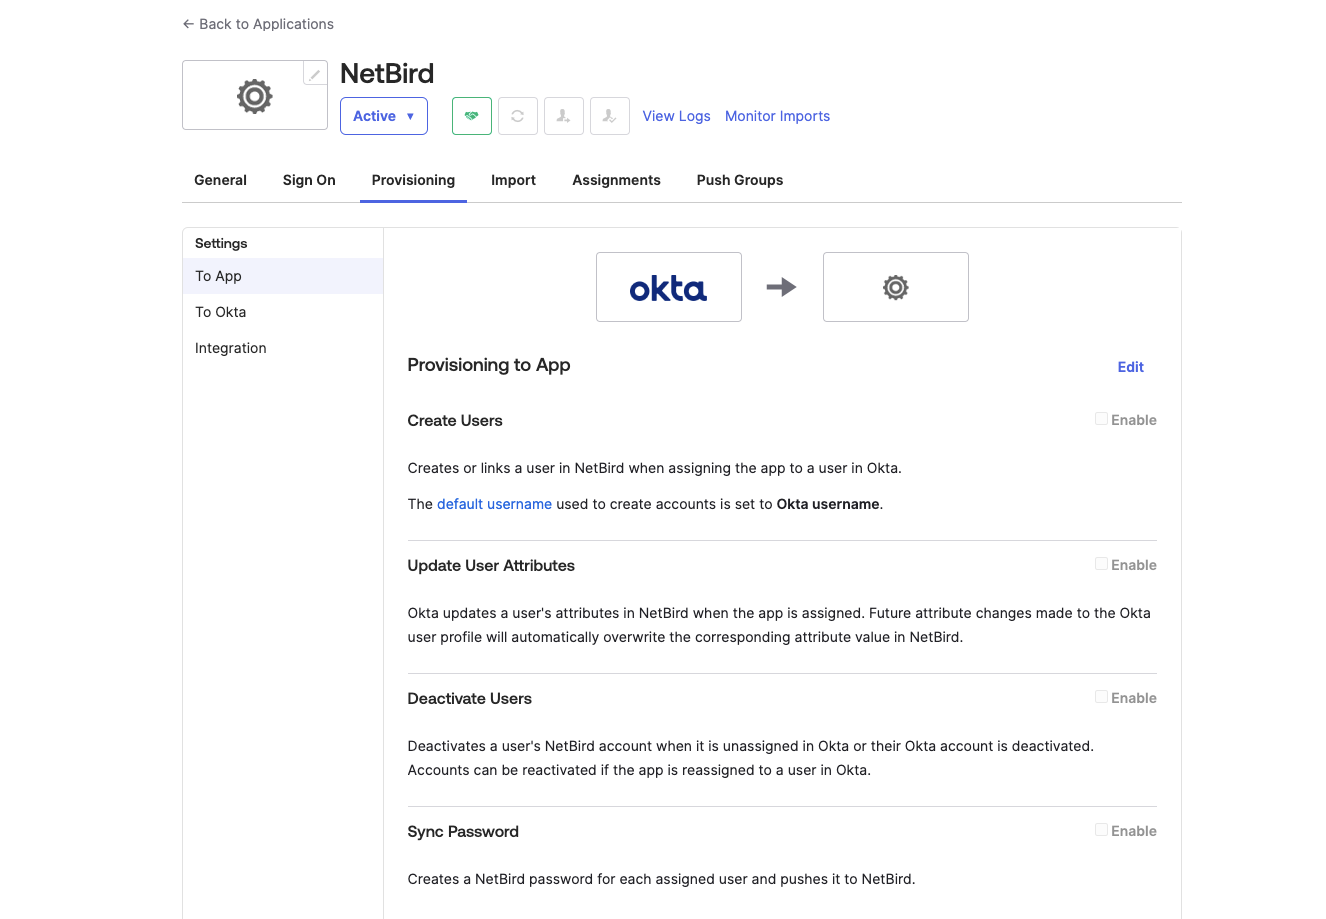 ← Back to Applications
NetBird
Active ▼
View Logs
Monitor Imports
General
Sign On
Provisioning
Import
Assignments
Push Groups
Settings
To App
To Okta
Integration
okta
Provisioning to App
Edit
Create Users
Enable
Creates or links a user in NetBird when assigning the app to a user in Okta.
The default username used to create accounts is set to Okta username.
Update User Attributes
Enable
Okta updates a user's attributes in NetBird when the app is assigned. Future attribute changes made to the Okta
user profile will automatically overwrite the corresponding attribute value in NetBird.
Deactivate Users
Enable
Deactivates a user's NetBird account when it is unassigned in Okta or their Okta account is deactivated.
Accounts can be reactivated if the app is reassigned to a user in Okta.
Sync Password
Enable
Creates a NetBird password for each assigned user and pushes it to NetBird.